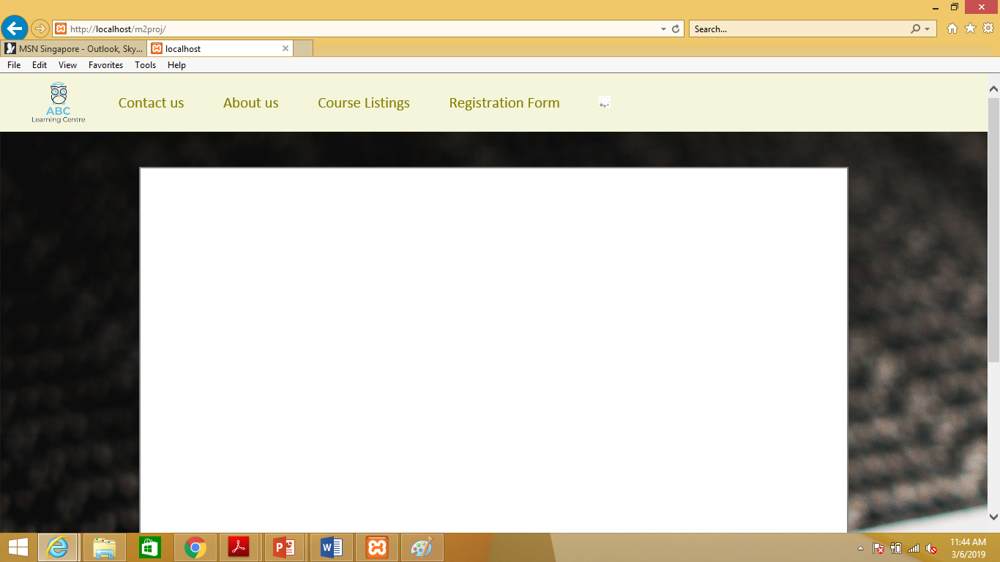 http://localhost/m2proj/
Search...
MSN Singapore - Outlook, Sky...
localhost
File Edit View Favorites Tools Help
ABC
Learning Centre
Contact us About us Course Listings Registration Form
11:44 AM
3/6/2019